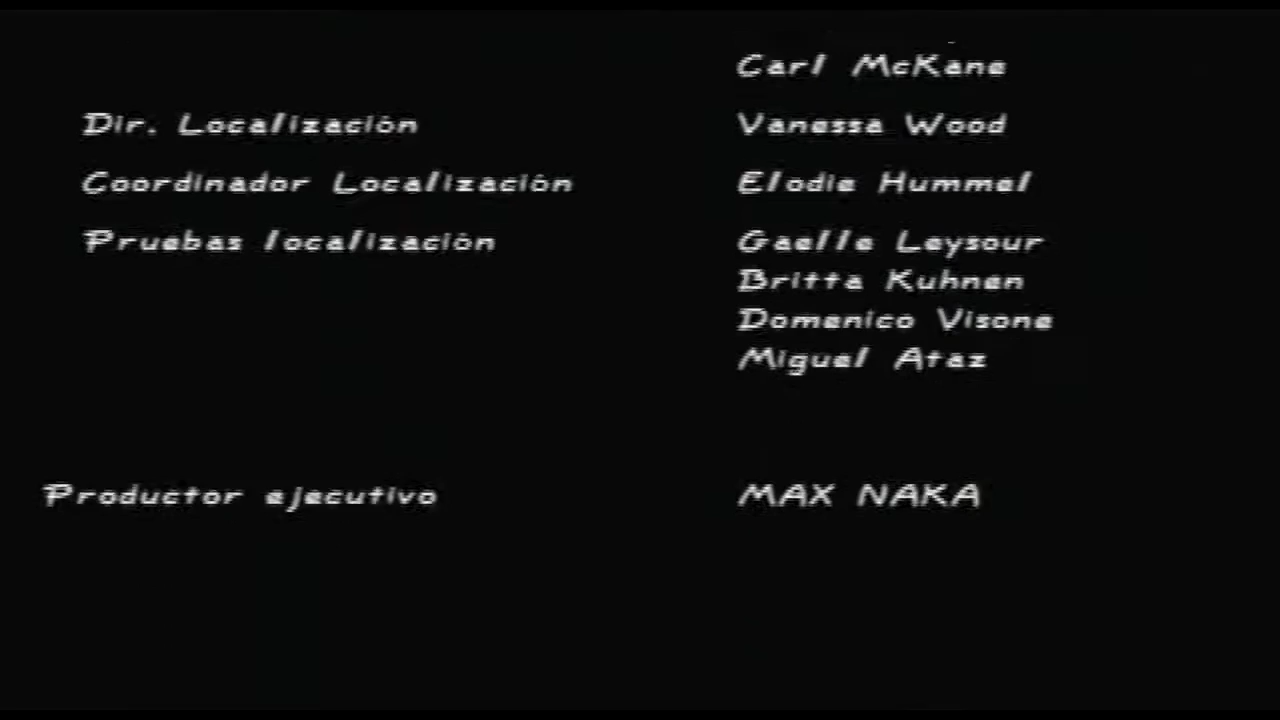 Carl McKane
Dir. Localización Vanessa Wood
Coordinador Localización Elodie Hummel
Pruebas localización Gaelle Leysour
Britta Kuhnen
Domenico Visone
Miguel Ataz
Productor ejecutivo MAX NAKA